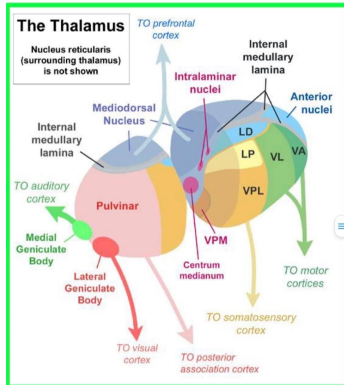 The Thalamus
Nucleus reticularis
(surrounding thalamus)
is not shown
TO prefrontal
cortex
Internal
medullary
lamina
Intralaminar
nuclei
Anterior
nuclei
Mediodorsal
Nucleus
Internal
medullary
lamina
LD
LP
VL
VA
VPL
TO auditory
cortex
Pulvinar
Medial
Geniculate
Body
VPM
Lateral
Geniculate
Body
Centrum
medianum
TO motor
cortices
TO somatosensory
cortex
TO visual
cortex
TO posterior
association cortex